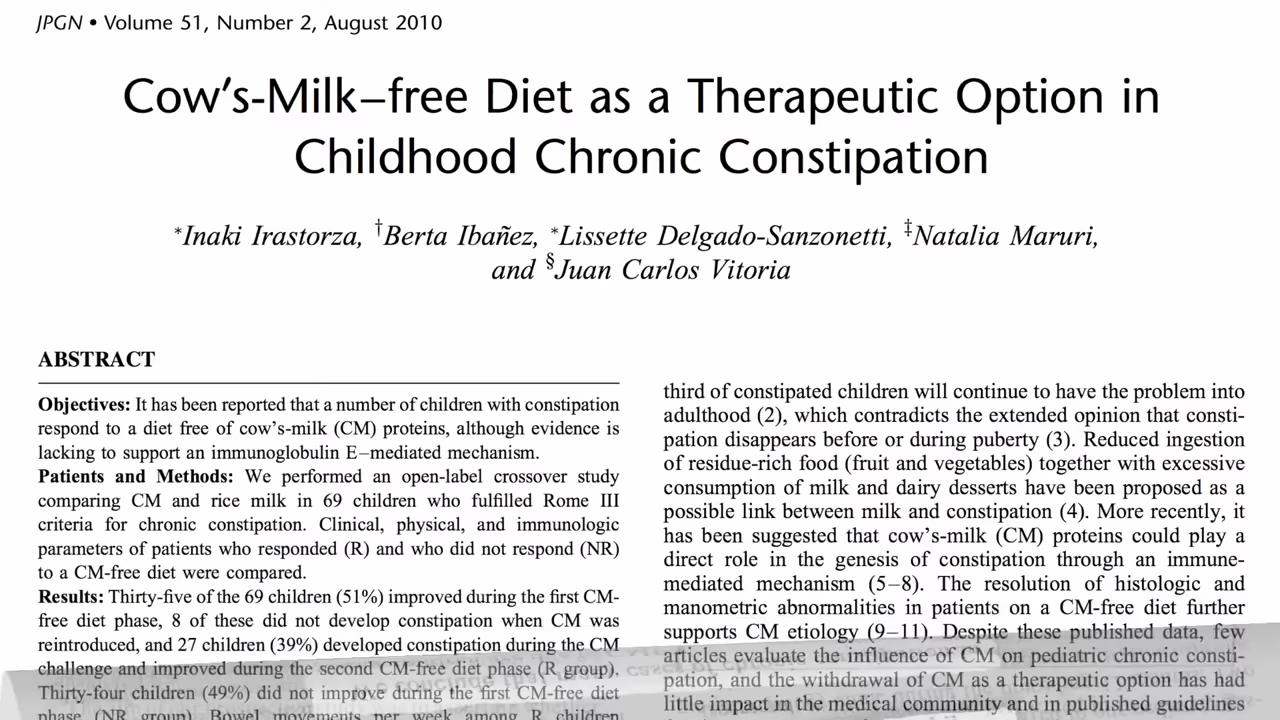 JPGN • Volume 51, Number 2, August 2010
Cow's-Milk–free Diet as a Therapeutic Option in
Childhood Chronic Constipation
*Inaki Irastorza, †Berta Ibañez, *Lissette Delgado-Sanzonetti, ‡Natalia Maruri,
and §Juan Carlos Vitoria
ABSTRACT
Objectives: It has been reported that a number of children with constipation
respond to a diet free of cow's-milk (CM) proteins, although evidence is
lacking to support an immunoglobulin E–mediated mechanism.
Patients and Methods: We performed an open-label crossover study
comparing CM and rice milk in 69 children who fulfilled Rome III
criteria for chronic constipation. Clinical, physical, and immunologic
parameters of patients who responded (R) and who did not respond (NR)
to a CM-free diet were compared.
Results: Thirty-five of the 69 children (51%) improved during the first CM-
free diet phase, 8 of these did not develop constipation when CM was
reintroduced, and 27 children (39%) developed constipation during the CM
challenge and improved during the second CM-free diet phase (R group).
Thirty-four children (49%) did not improve during the first CM-free diet
phase (NR group). Bowel movements per week among R children
third of constipated children will continue to have the problem into
adulthood (2), which contradicts the extended opinion that consti-
pation disappears before or during puberty (3). Reduced ingestion
of residue-rich food (fruit and vegetables) together with excessive
consumption of milk and dairy desserts have been proposed as a
possible link between milk and constipation (4). More recently, it
has been suggested that cow's-milk (CM) proteins could play a
direct role in the genesis of constipation through an immune-
mediated mechanism (5–8). The resolution of histologic and
manometric abnormalities in patients on a CM-free diet further
supports CM etiology (9–11). Despite these published data, few
articles evaluate the influence of CM on pediatric chronic consti-
pation, and the withdrawal of CM as a therapeutic option has had
little impact in the medical community and in published guidelines